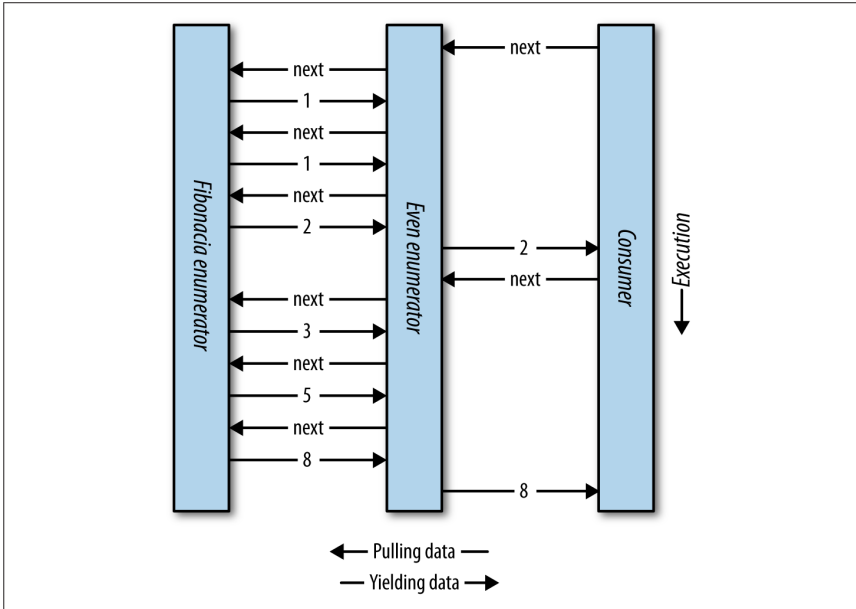 next
next
1
next
1
next
2
2
next
next
3
next
5
next
8
8
Fibonacia enumerator
Even enumerator
Consumer
Execution
Pulling data
Yielding data